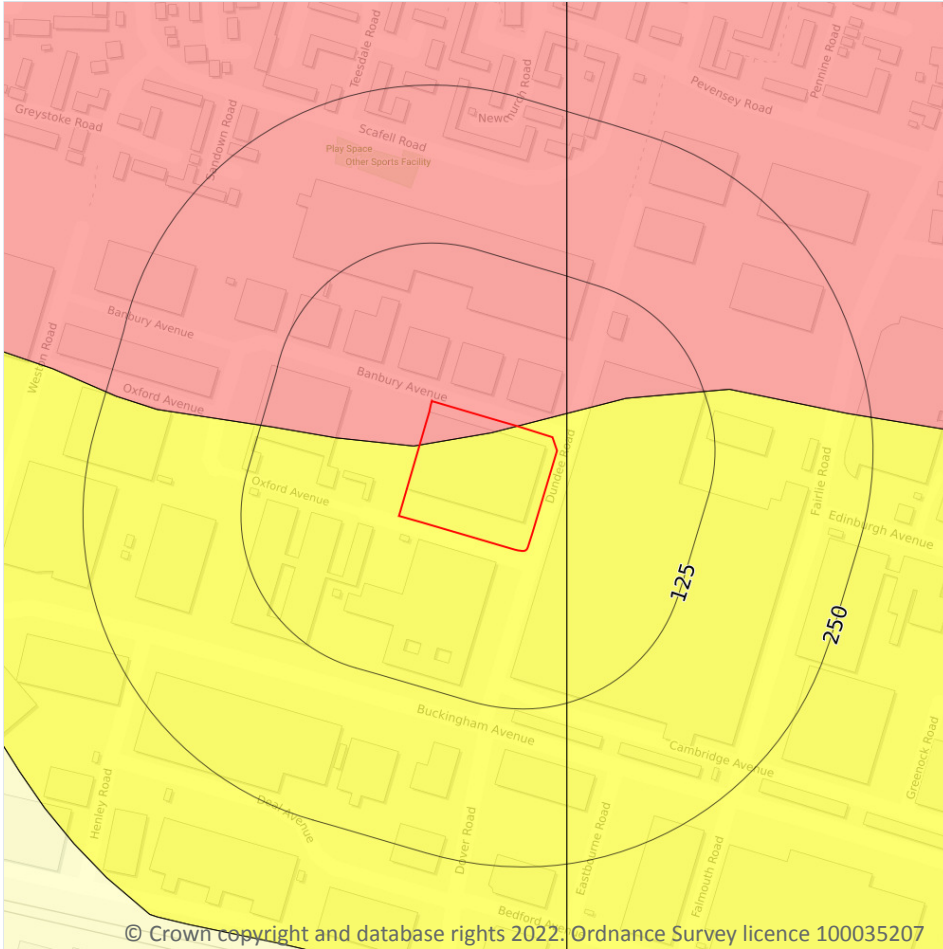 Teesdale Road
Pennine Road
Pevensey Road
Newchurch Road
Greystoke Road
Sandown Road
Scafell Road
Play Space
Other Sports Facility
Banbury Avenue
Weston Road
Banbury Avenue
Oxford Avenue
Dundee Road
Fairlie Road
Oxford Avenue
Edinburgh Avenue
125
250
Buckingham Avenue
Cambridge Avenue
Greenock Road
Henley Road
Deal Avenue
Dover Road
Eastbourne Road
Falmouth Road
Bedford Avenue
© Crown copyright and database rights 2022. Ordnance Survey licence 100035207